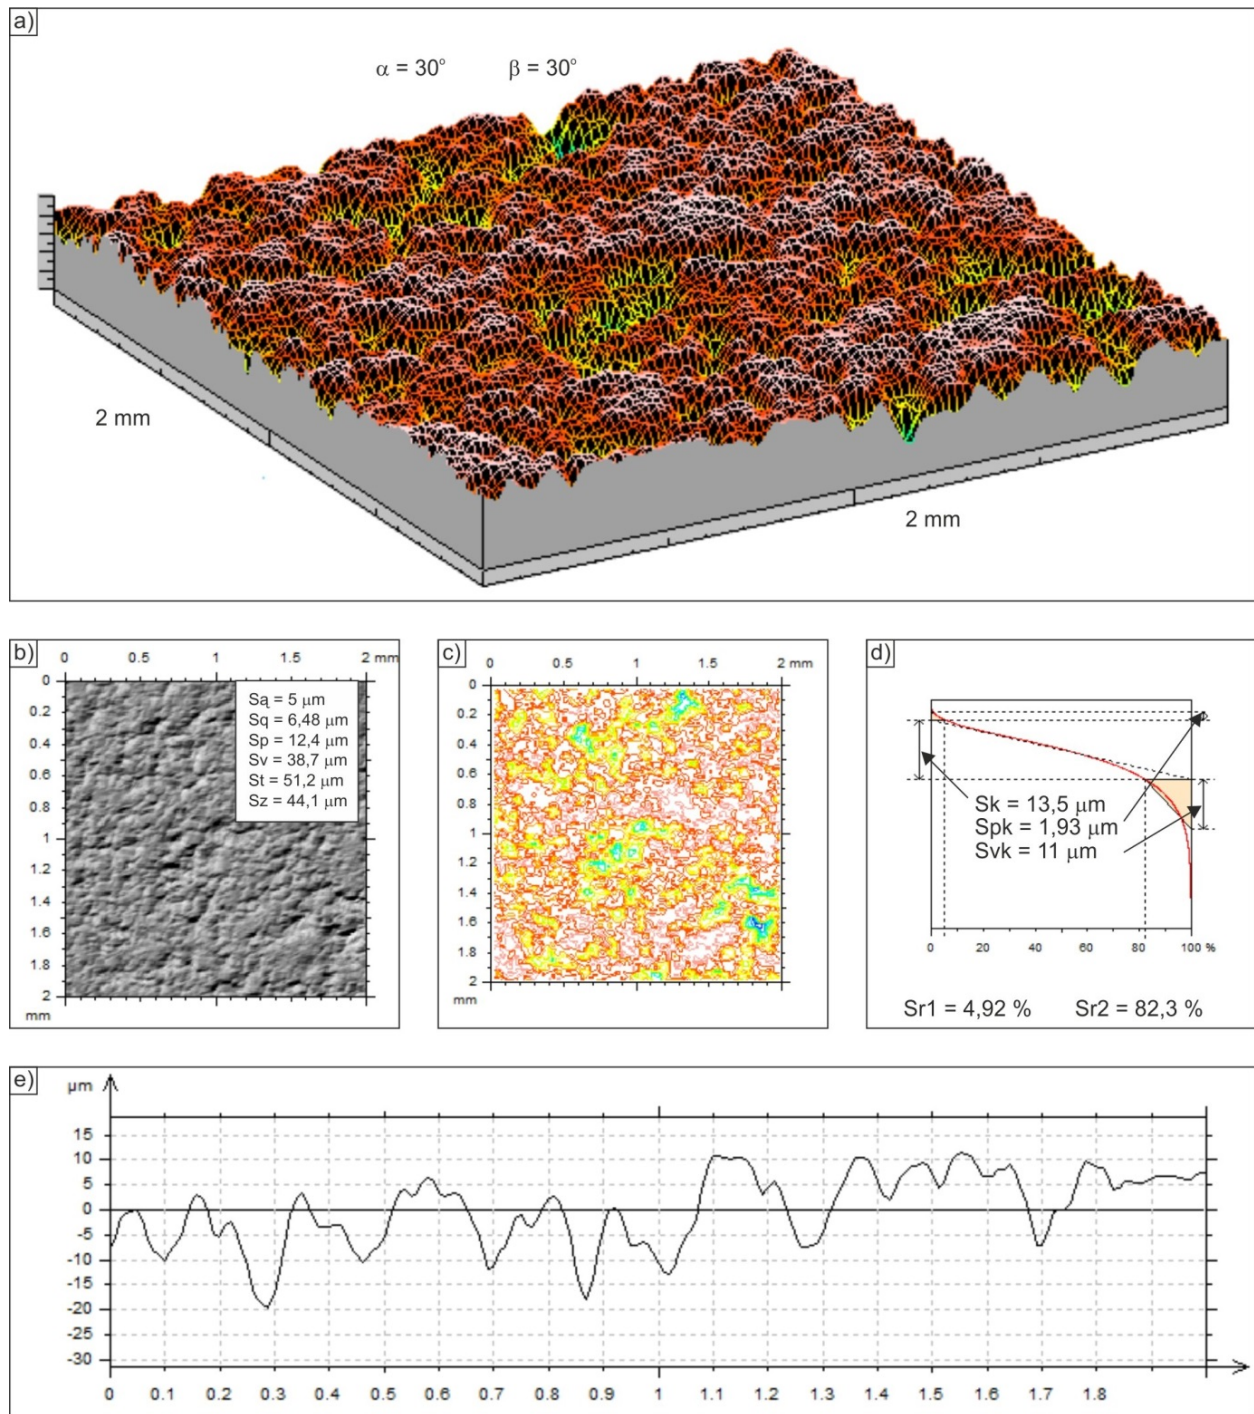 a)
α = 30° β = 30°
2 mm
2 mm
b)
0 0.5 1 1.5 2 mm
0
0.2
0.4
0.6
0.8
1
1.2
1.4
1.6
1.8
2
mm
Są = 5 μm
Sq = 6,48 μm
Sp = 12,4 μm
Sv = 38,7 μm
St = 51,2 μm
Sz = 44,1 μm
c)
0 0.5 1 1.5 2 mm
0
0.2
0.4
0.6
0.8
1
1.2
1.4
1.6
1.8
2
mm
d)
Sk = 13,5 μm
Spk = 1,93 μm
Svk = 11 μm
0 20 40 60 80 100 %
Sr1 = 4,92 % Sr2 = 82,3 %
e)
μm
15
10
5
0
-5
-10
-15
-20
-25
-30
0 0.1 0.2 0.3 0.4 0.5 0.6 0.7 0.8 0.9 1 1.1 1.2 1.3 1.4 1.5 1.6 1.7 1.8